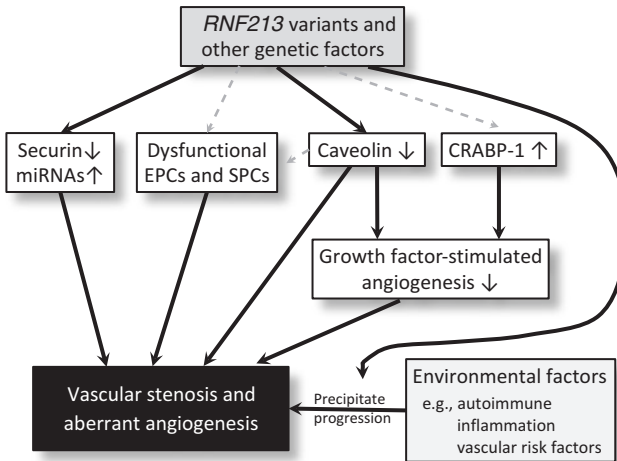 RNF213 variants and
other genetic factors
Securin ↓
miRNAs ↑
Dysfunctional
EPCs and SPCs
Caveolin ↓
CRABP-1 ↑
Growth factor-stimulated
angiogenesis ↓
Vascular stenosis and
aberrant angiogenesis
Precipitate
progression
Environmental factors
e.g., autoimmune
inflammation
vascular risk factors